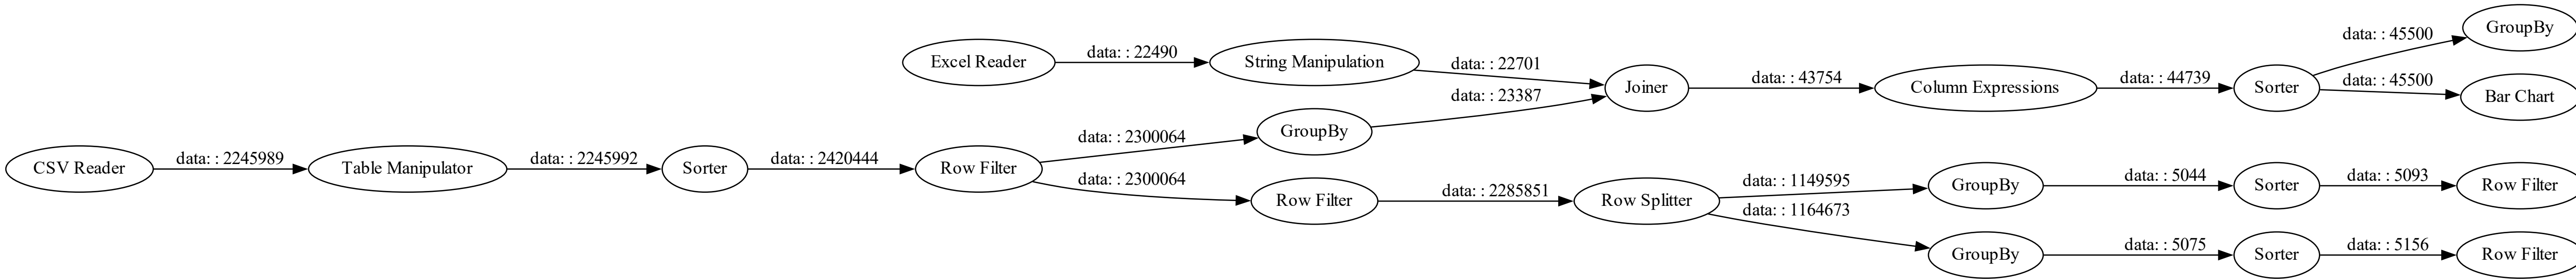 GroupBy
data: : 45500
Excel Reader
data: : 22490
String Manipulation
data: : 22701
Joiner
data: : 43754
Column Expressions
data: : 44739
Sorter
data: : 45500
Bar Chart
data: : 23387
GroupBy
data: : 2300064
CSV Reader
data: : 2245989
Table Manipulator
data: : 2245992
Sorter
data: : 2420444
Row Filter
data: : 2300064
Row Filter
data: : 2285851
Row Splitter
data: : 1149595
GroupBy
data: : 5044
Sorter
data: : 5093
Row Filter
data: : 1164673
GroupBy
data: : 5075
Sorter
data: : 5156
Row Filter